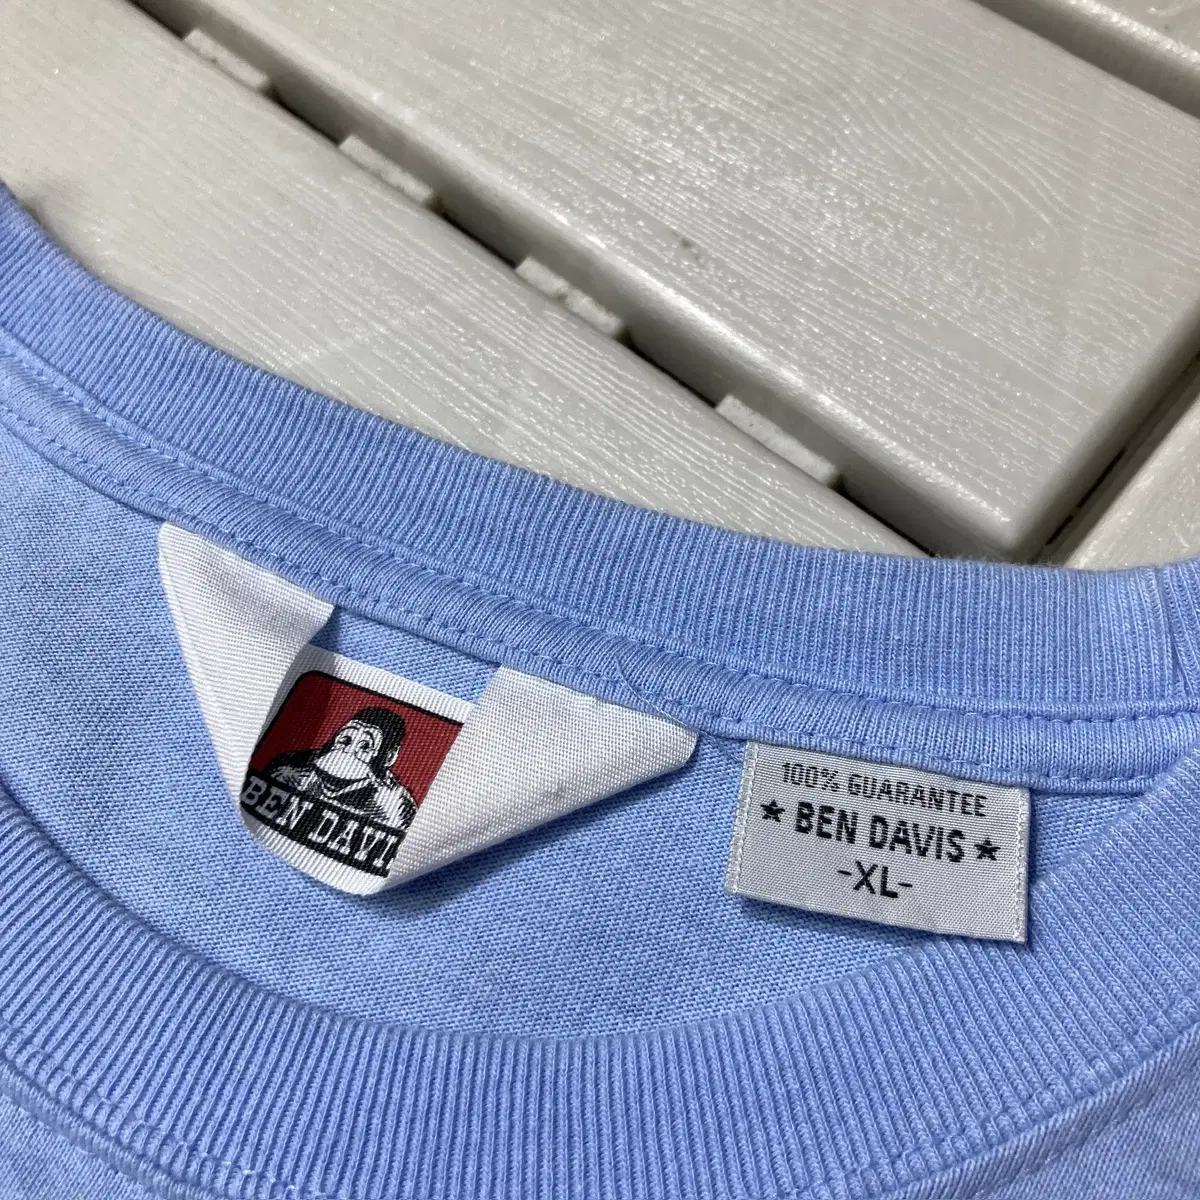 BEN DAVI
100% GUARANTEE
★ BEN DAVIS ★
-XL-